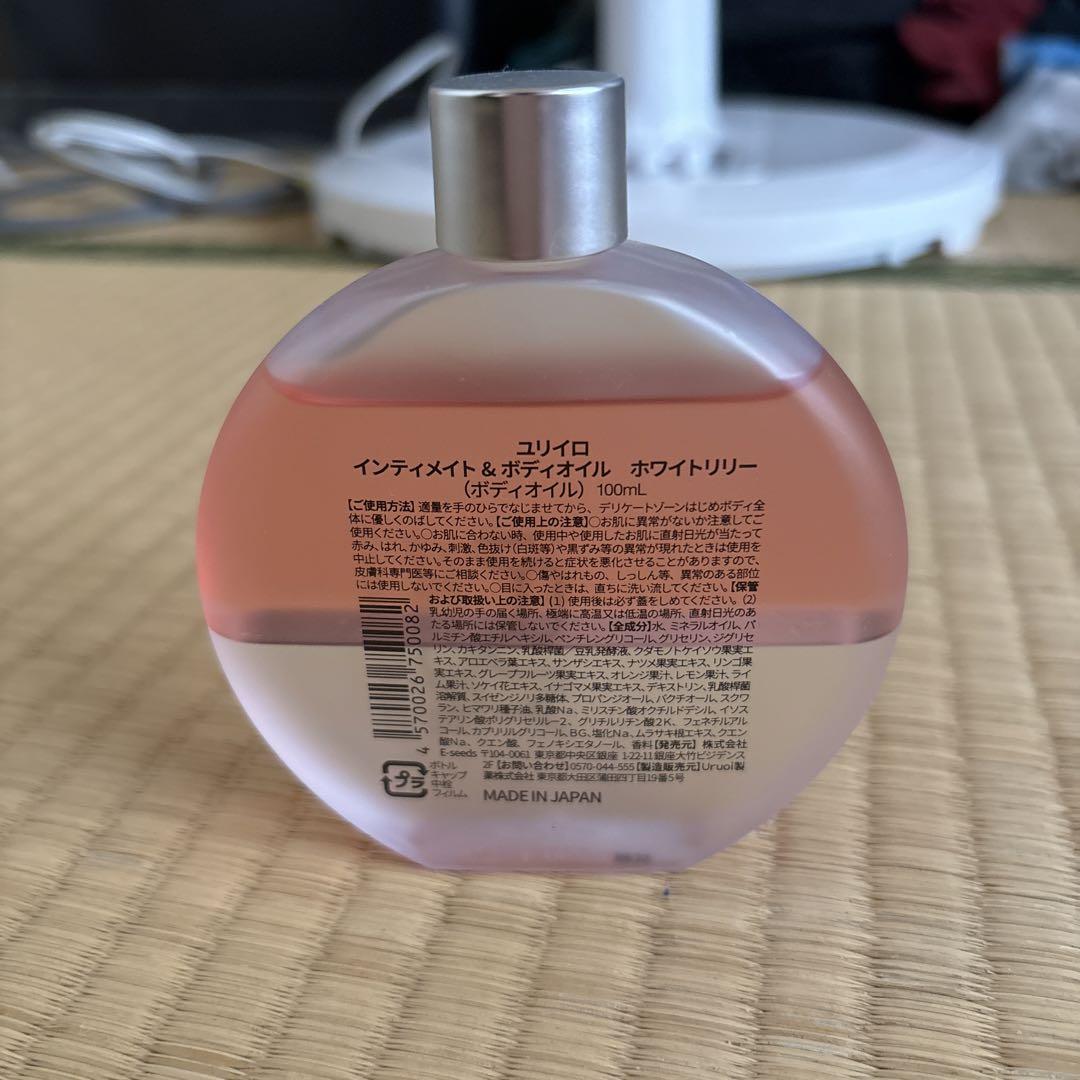 ユリイロ
インティメイト & ボディオイル ホワイトリリー
（ボディオイル）100mL
【ご使用方法】適量を手のひらでなじませてから、デリケートゾーンはじめボディ全
体に優しくのばしてください。【ご使用上の注意】○お肌に異常がないか注意してご
使用ください。○お肌に合わない時、使用中や使用したお肌に直射日光が当たって
赤み、はれ、かゆみ、刺激、色抜け(白斑等)や黒ずみ等の異常が現れたときは使用を
中止してください。そのまま使用を続けると症状を悪化させることがありますので、
皮膚科専門医等にご相談ください。○傷やはれもの、しっしん等、異常のある部位
には使用しないでください。○目に入ったときは、直ちに洗い流してください。【保管
および取扱い上の注意】(1) 使用後は必ず蓋をしめてください。(2)
乳幼児の手の届く場所、極端に高温又は低温の場所、直射日光のあ
たる場所には保管しないでください。【全成分】水、ミネラルオイル、パ
ルミチン酸エチルヘキシル、ペンチレングリコール、グリセリン、ジグリセ
リン、カキタンニン、乳酸桿菌／豆乳発酵液、クダモノトケイソウ果実エ
キス、アロエベラ葉エキス、サンザシエキス、ナツメ果実エキス、リンゴ果
実エキス、グレープフルーツ果実エキス、オレンジ果汁、レモン果汁、ライ
ム果汁、ソケイ花エキス、イナゴマメ果実エキス、デキストリン、乳酸桿菌
溶解質、スイゼンジノリ多糖体、プロパンジオール、バクチオール、スクワ
ラン、ヒマワリ種子油、乳酸Na、ミリスチン酸オクチルドデシル、イソス
テアリン酸ポリグリセリル－2、グリチルリチン酸2K、フェネチルアル
コール、カプリリルグリコール、BG、塩化Na、ムラサキ根エキス、クエン
酸Na、クエン酸、フェノキシエタノール、香料【発売元】株式会社
E-seeds 〒104-0061 東京都中央区銀座 1-22-11 銀座大竹ビジデンス
2F【お問い合わせ】0570-044-555【製造販売元】Uruoi製
薬株式会社 東京都大田区蒲田四丁目19番5号
MADE IN JAPAN
4 570026 750082
プラ
ボトル
キャップ
中栓
フィルム